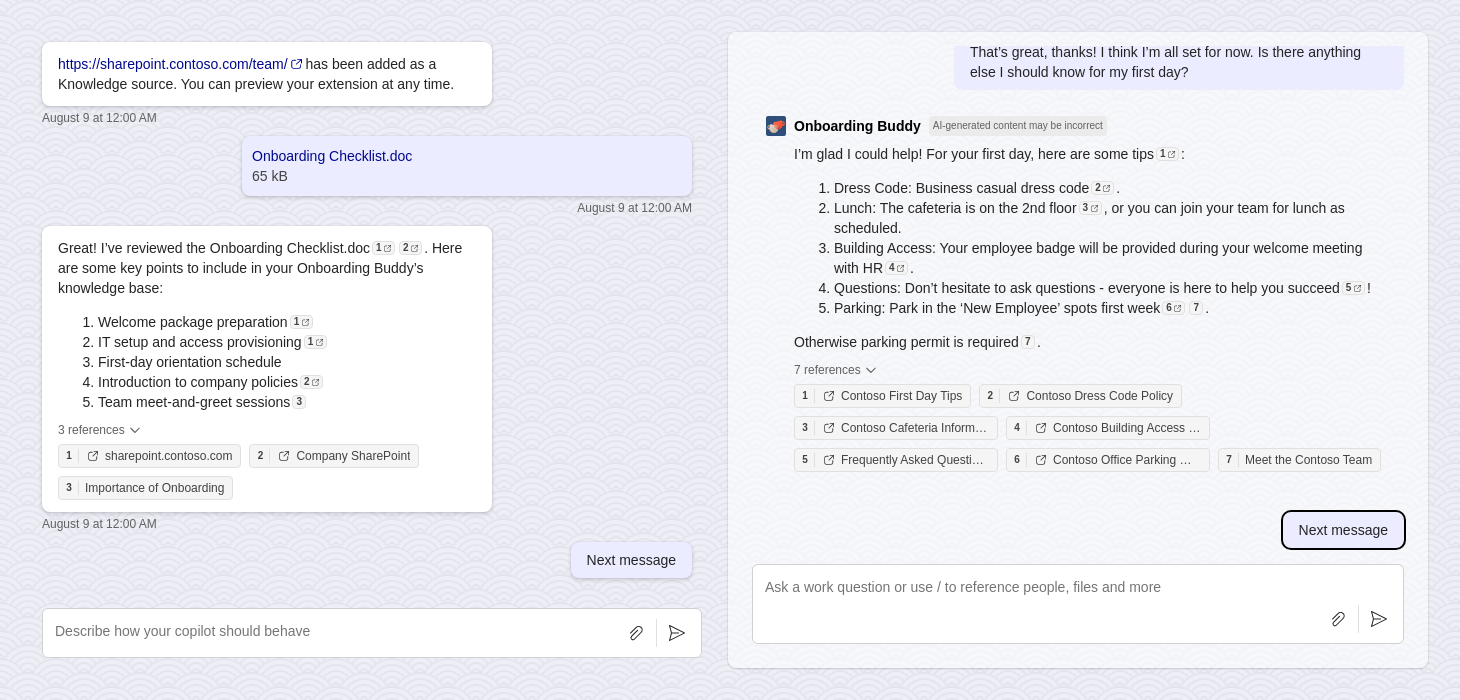 https://sharepoint.contoso.com/team/ has been added as a
Knowledge source. You can preview your extension at any time.
August 9 at 12:00 AM
Onboarding Checklist.doc
65 kB
August 9 at 12:00 AM
Great! I’ve reviewed the Onboarding Checklist.doc 1 2 . Here
are some key points to include in your Onboarding Buddy’s
knowledge base:
1. Welcome package preparation 1
2. IT setup and access provisioning 1
3. First-day orientation schedule
4. Introduction to company policies 2
5. Team meet-and-greet sessions 3
3 references
1 sharepoint.contoso.com 2 Company SharePoint
3 Importance of Onboarding
August 9 at 12:00 AM
Next message
Describe how your copilot should behave
That’s great, thanks! I think I’m all set for now. Is there anything
else I should know for my first day?
Onboarding Buddy AI-generated content may be incorrect
I’m glad I could help! For your first day, here are some tips 1 :
1. Dress Code: Business casual dress code 2 .
2. Lunch: The cafeteria is on the 2nd floor 3 , or you can join your team for lunch as
scheduled.
3. Building Access: Your employee badge will be provided during your welcome meeting
with HR 4 .
4. Questions: Don’t hesitate to ask questions - everyone is here to help you succeed 5 !
5. Parking: Park in the ‘New Employee’ spots first week 6 7 .
Otherwise parking permit is required 7 .
7 references
1 Contoso First Day Tips 2 Contoso Dress Code Policy
3 Contoso Cafeteria Inform… 4 Contoso Building Access …
5 Frequently Asked Questi… 6 Contoso Office Parking … 7 Meet the Contoso Team
Next message
Ask a work question or use / to reference people, files and more